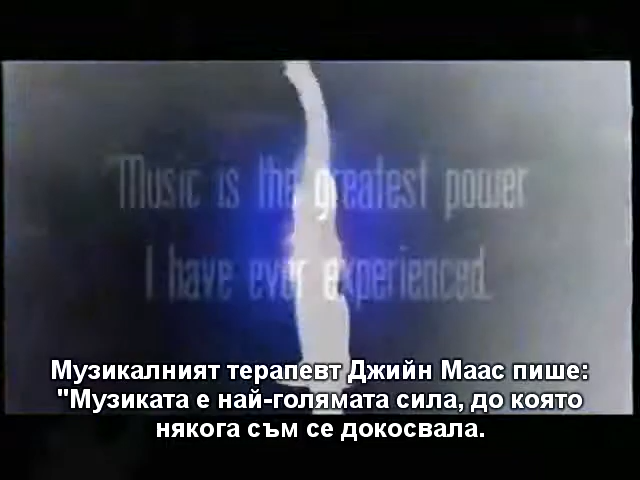 "Music is the greatest power
I have ever experienced.
Музикалният терапевт Джийн Маас пише:
"Музиката е най-голямата сила, до която
някога съм се докосвала.